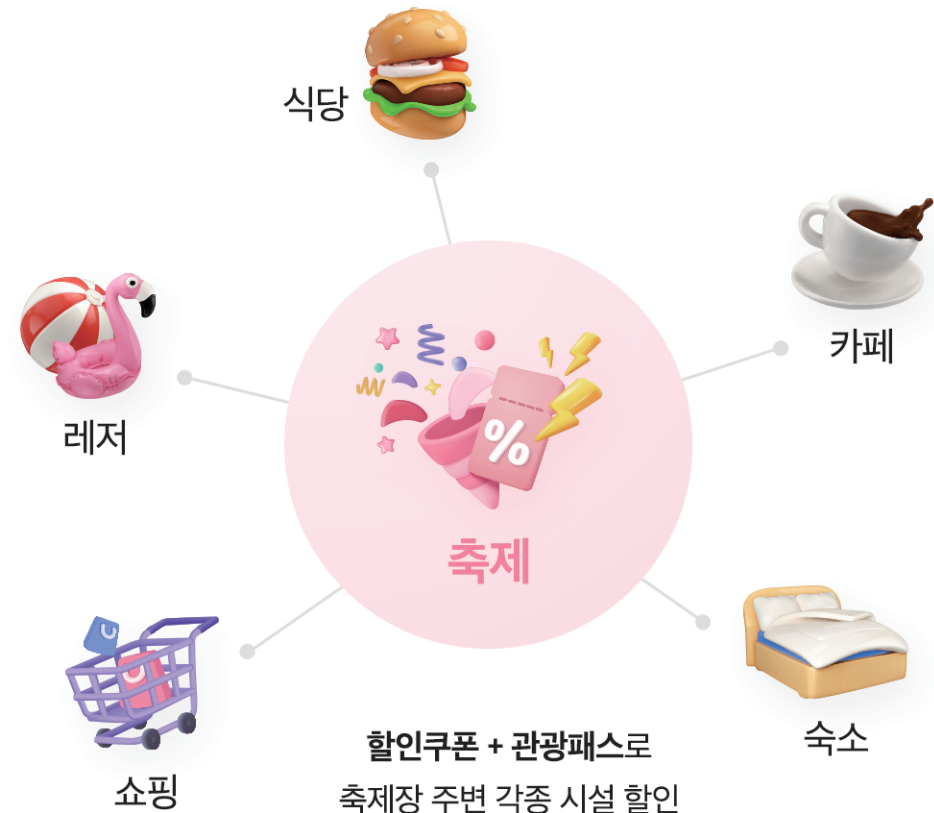 식당
카페
레저
%
축제
쇼핑
숙소
할인쿠폰 + 관광패스로
축제장 주변 각종 시설 할인